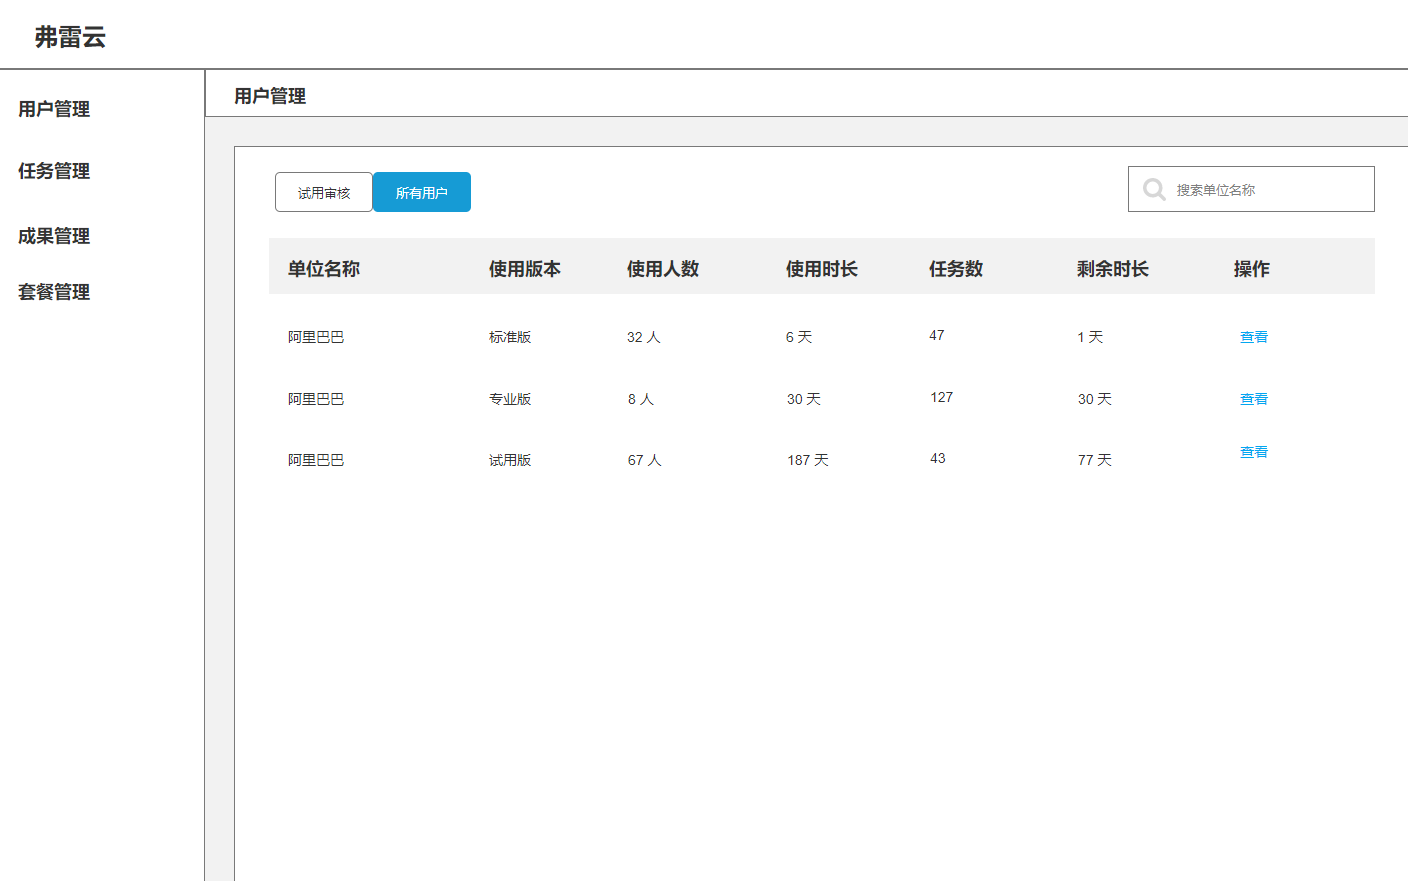 弗雷云
用户管理
任务管理
成果管理
套餐管理
用户管理
试用审核 所有用户 搜索单位名称
单位名称 使用版本 使用人数 使用时长 任务数 剩余时长 操作
阿里巴巴 标准版 32 人 6 天 47 1 天 查看
阿里巴巴 专业版 8 人 30 天 127 30 天 查看
阿里巴巴 试用版 67 人 187 天 43 77 天 查看